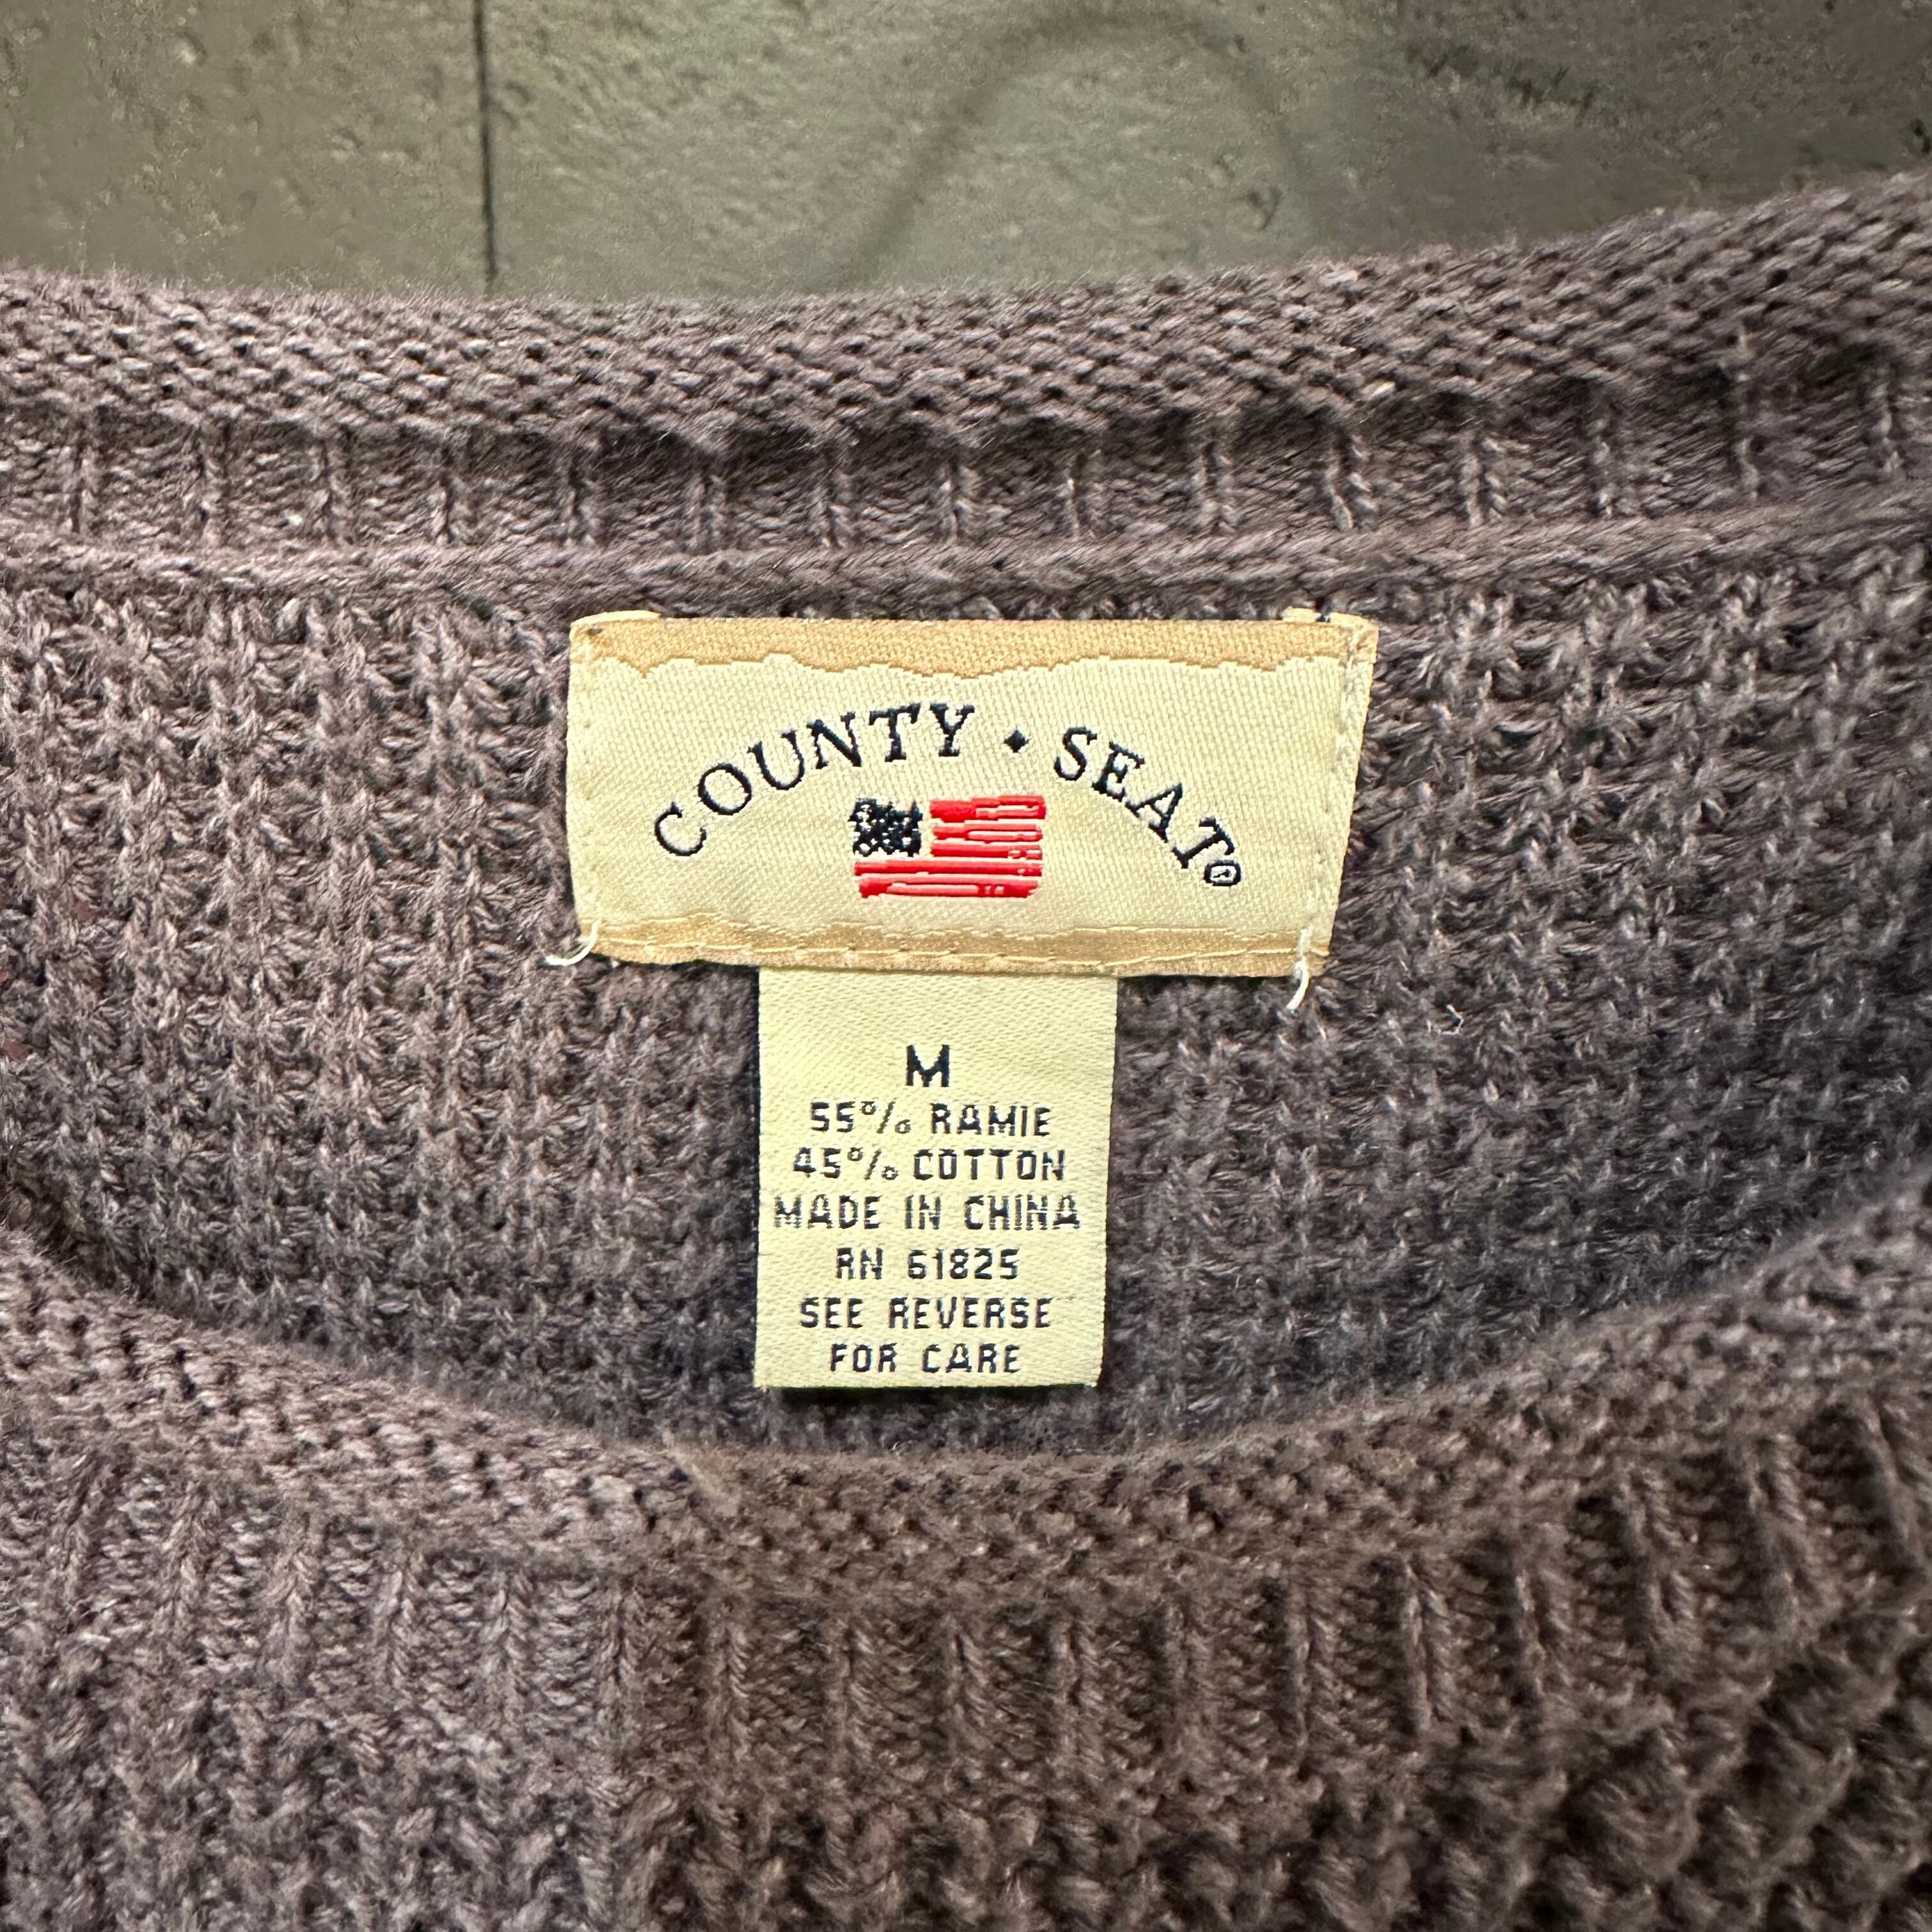 COUNTY • SEAT®
M
55% RAMIE
45% COTTON
MADE IN CHINA
RN 61825
SEE REVERSE
FOR CARE